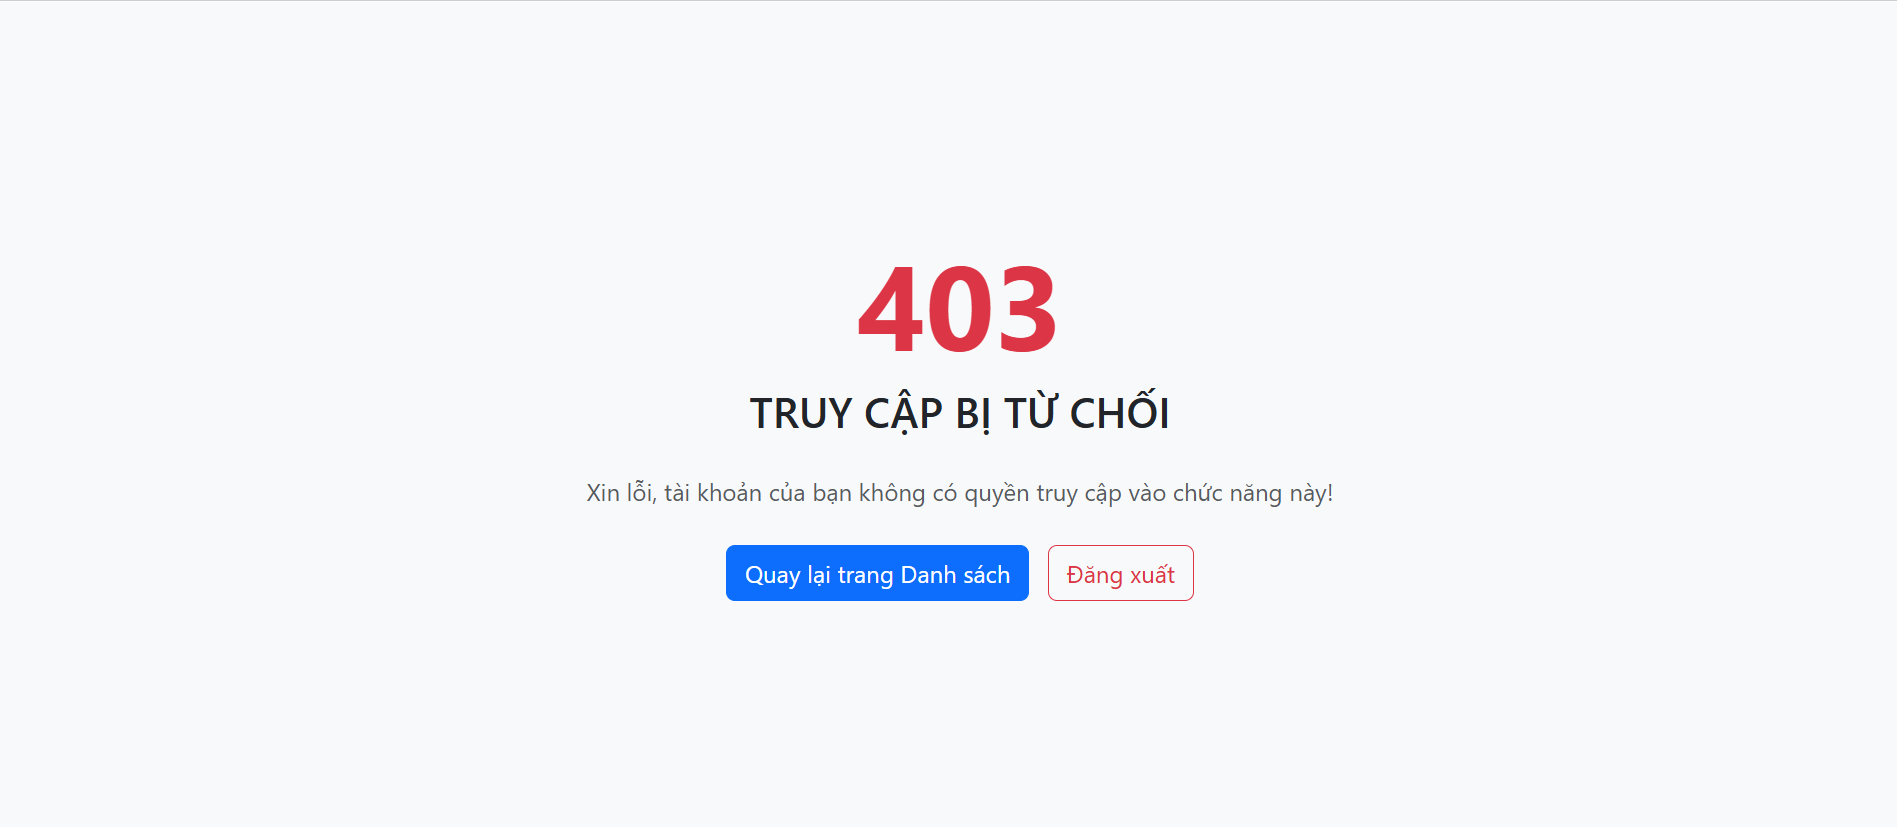 403
TRUY CẬP BỊ TỪ CHỐI
Xin lỗi, tài khoản của bạn không có quyền truy cập vào chức năng này!
Quay lại trang Danh sách
Đăng xuất